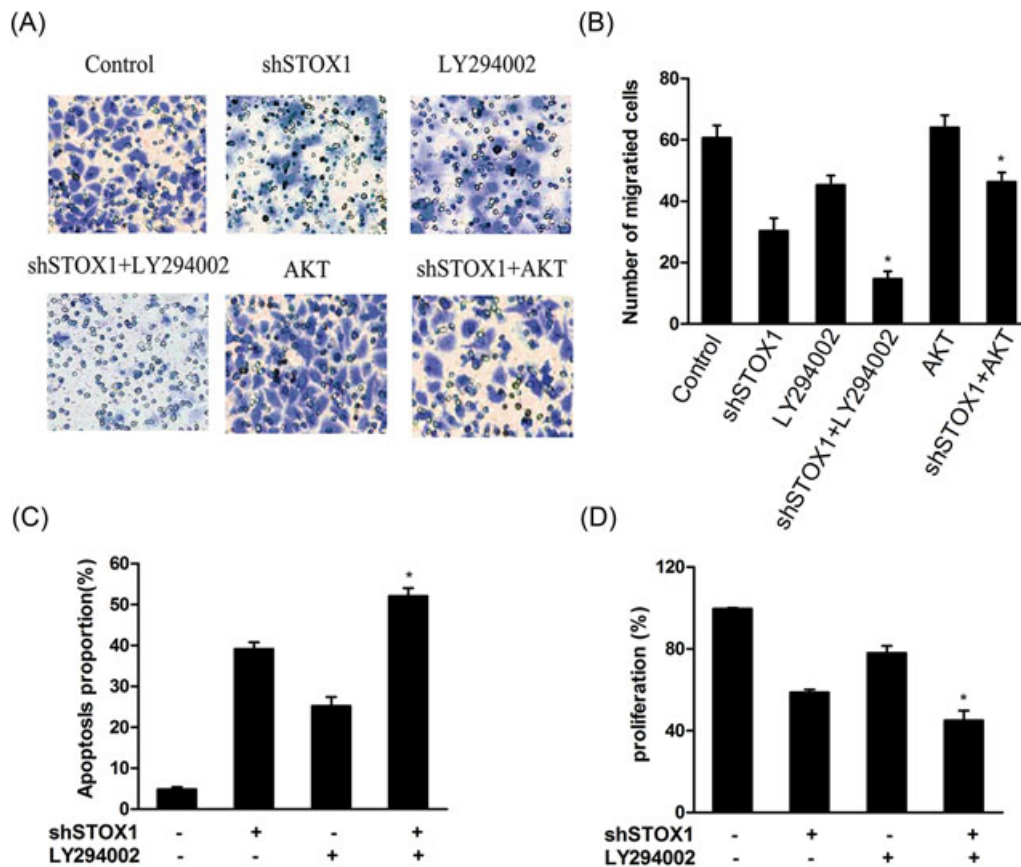 (A)
Control shSTOX1 LY294002
shSTOX1+LY294002 AKT shSTOX1+AKT
(B)
Number of migratied cells
80
60
40
20
0
*
*
Control
shSTOX1
LY294002
shSTOX1+LY294002
AKT
shSTOX1+AKT
(C)
Apoptosis proportion(%)
60
50
40
30
20
10
0
*
shSTOX1 - + - +
LY294002 - - + +
(D)
proliferation (%)
120
80
40
0
*
shSTOX1 - + - +
LY294002 - - + +